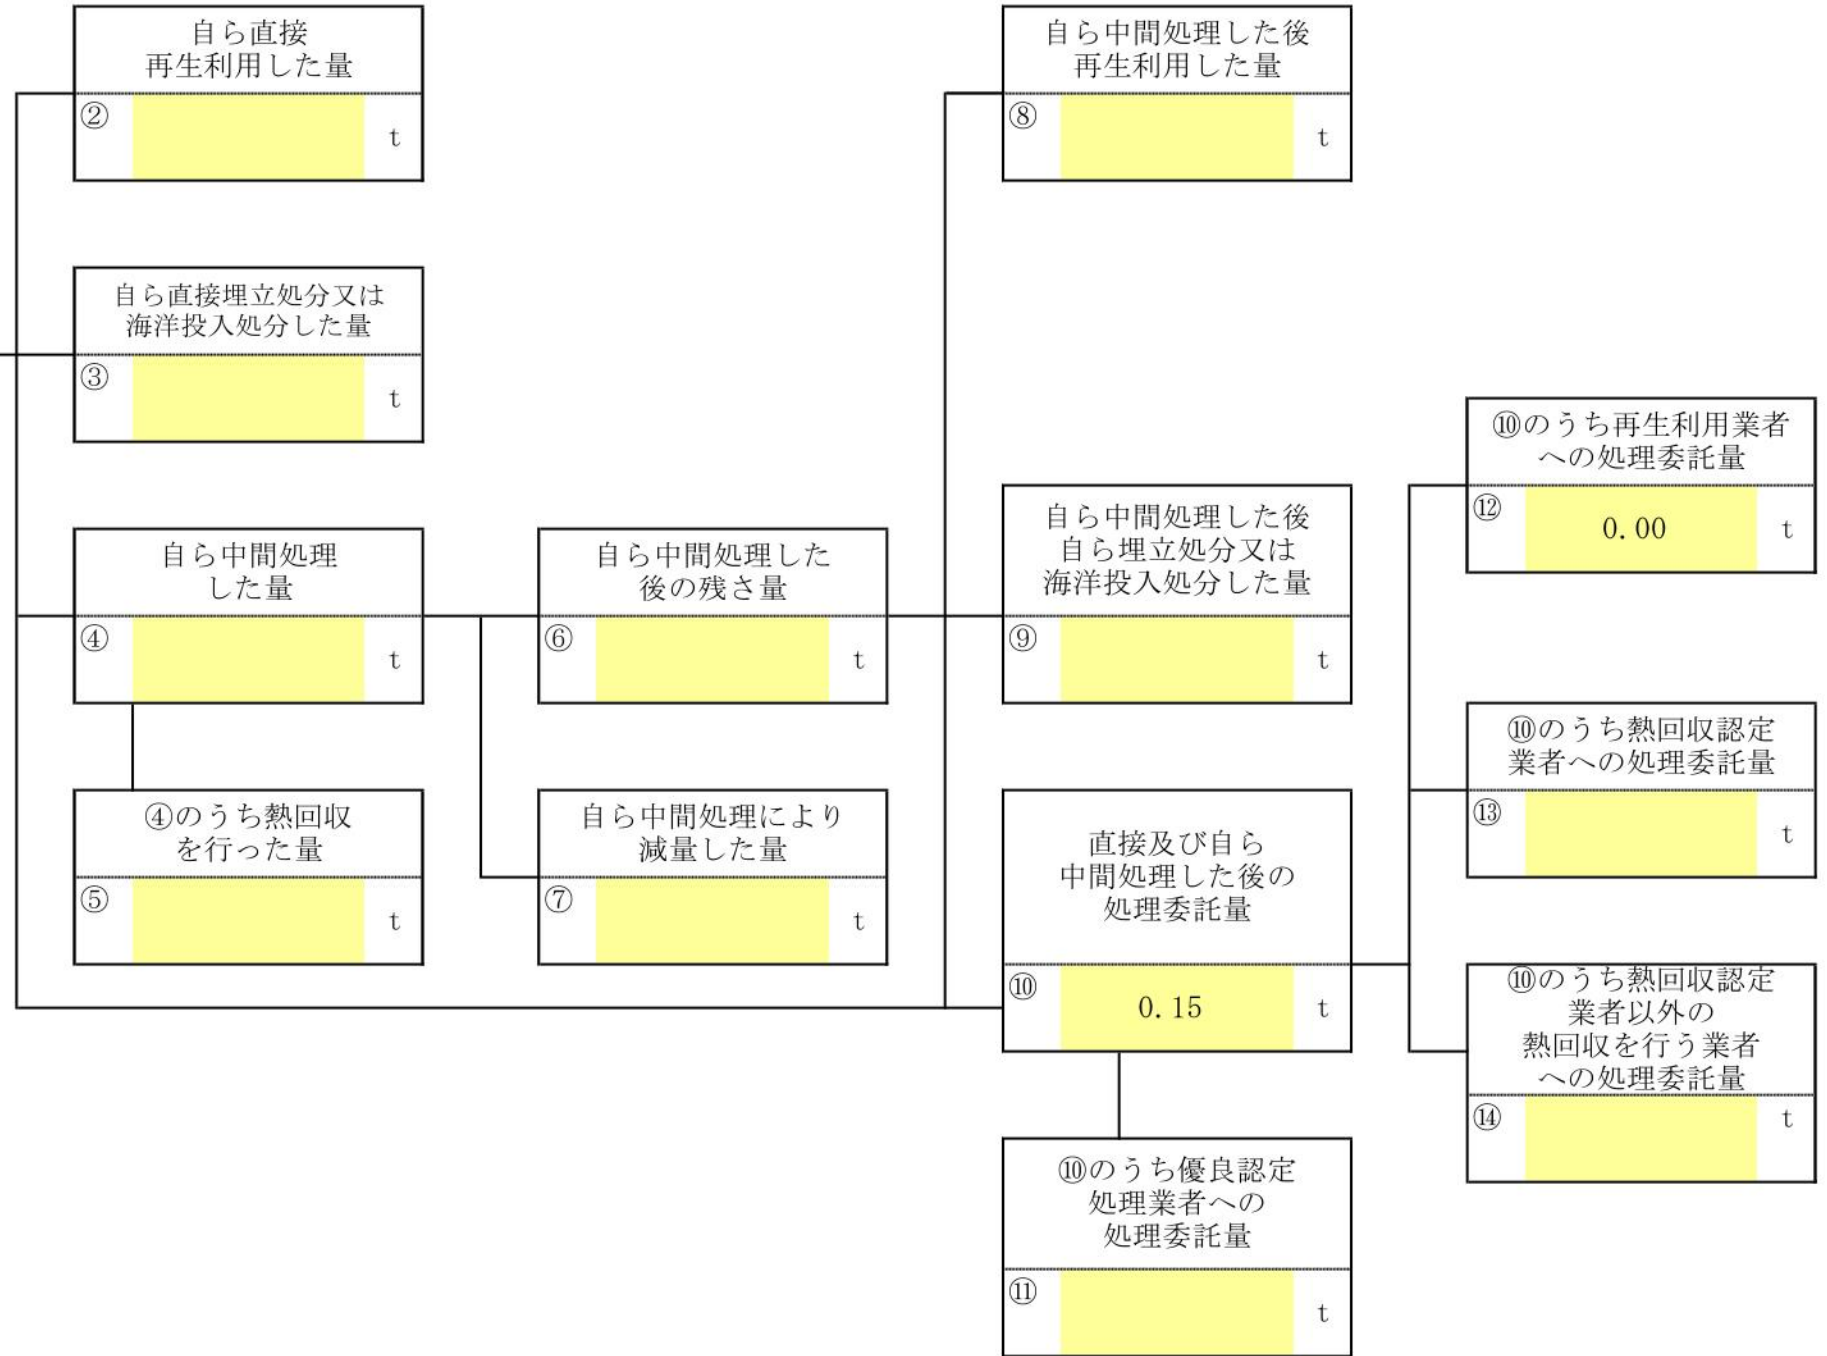 自ら直接
再生利用した量
②
t
自ら中間処理した後
再生利用した量
⑧
t
自ら直接埋立処分又は
海洋投入処分した量
③
t
⑩のうち再生利用業者
への処理委託量
⑫
0.00
t
自ら中間処理
した量
④
t
自ら中間処理した
後の残さ量
⑥
t
自ら中間処理した後
自ら埋立処分又は
海洋投入処分した量
⑨
t
⑩のうち熱回収認定
業者への処理委託量
⑬
t
④のうち熱回収
を行った量
⑤
t
自ら中間処理により
減量した量
⑦
t
直接及び自ら
中間処理した後の
処理委託量
⑩
0.15
t
⑩のうち熱回収認定
業者以外の
熱回収を行う業者
への処理委託量
⑭
t
⑩のうち優良認定
処理業者への
処理委託量
⑪
t